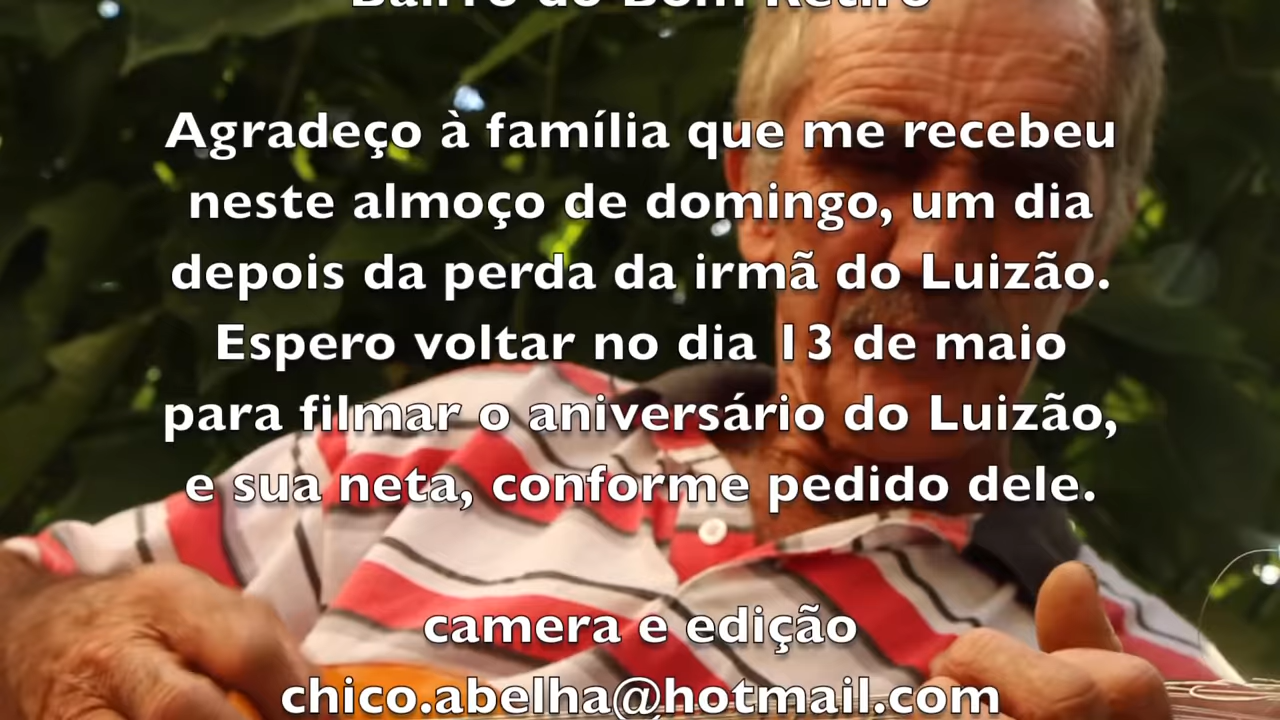 Bairro do Bom Retiro
Agradeço à família que me recebeu
neste almoço de domingo, um dia
depois da perda da irmã do Luizão.
Espero voltar no dia 13 de maio
para filmar o aniversário do Luizão,
e sua neta, conforme pedido dele.
camera e edição
chico.abelha@hotmail.com